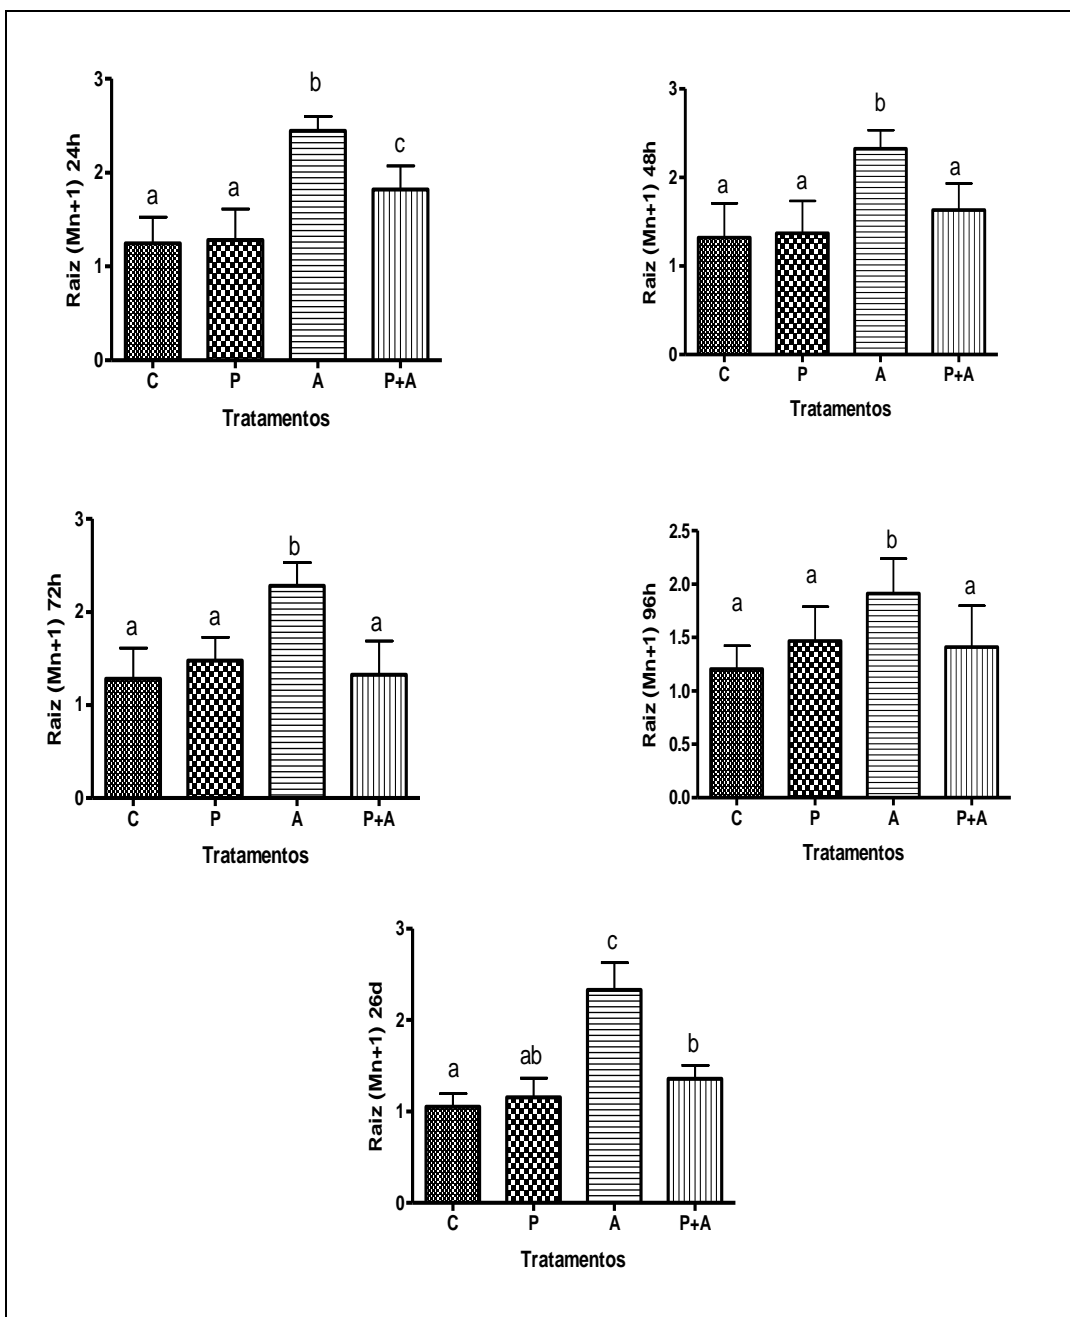 Raiz (Mn+1) 24h
3
2
1
0
a
a
b
c
C P A P+A
Tratamentos
Raiz (Mn+1) 48h
3
2
1
0
a
a
b
a
C P A P+A
Tratamentos
Raiz (Mn+1) 72h
3
2
1
0
a
a
b
a
C P A P+A
Tratamentos
Raiz (Mn+1) 96h
2.5
2.0
1.5
1.0
0.5
0.0
a
a
b
a
C P A P+A
Tratamentos
Raiz (Mn+1) 26d
3
2
1
0
a
ab
c
b
C P A P+A
Tratamentos